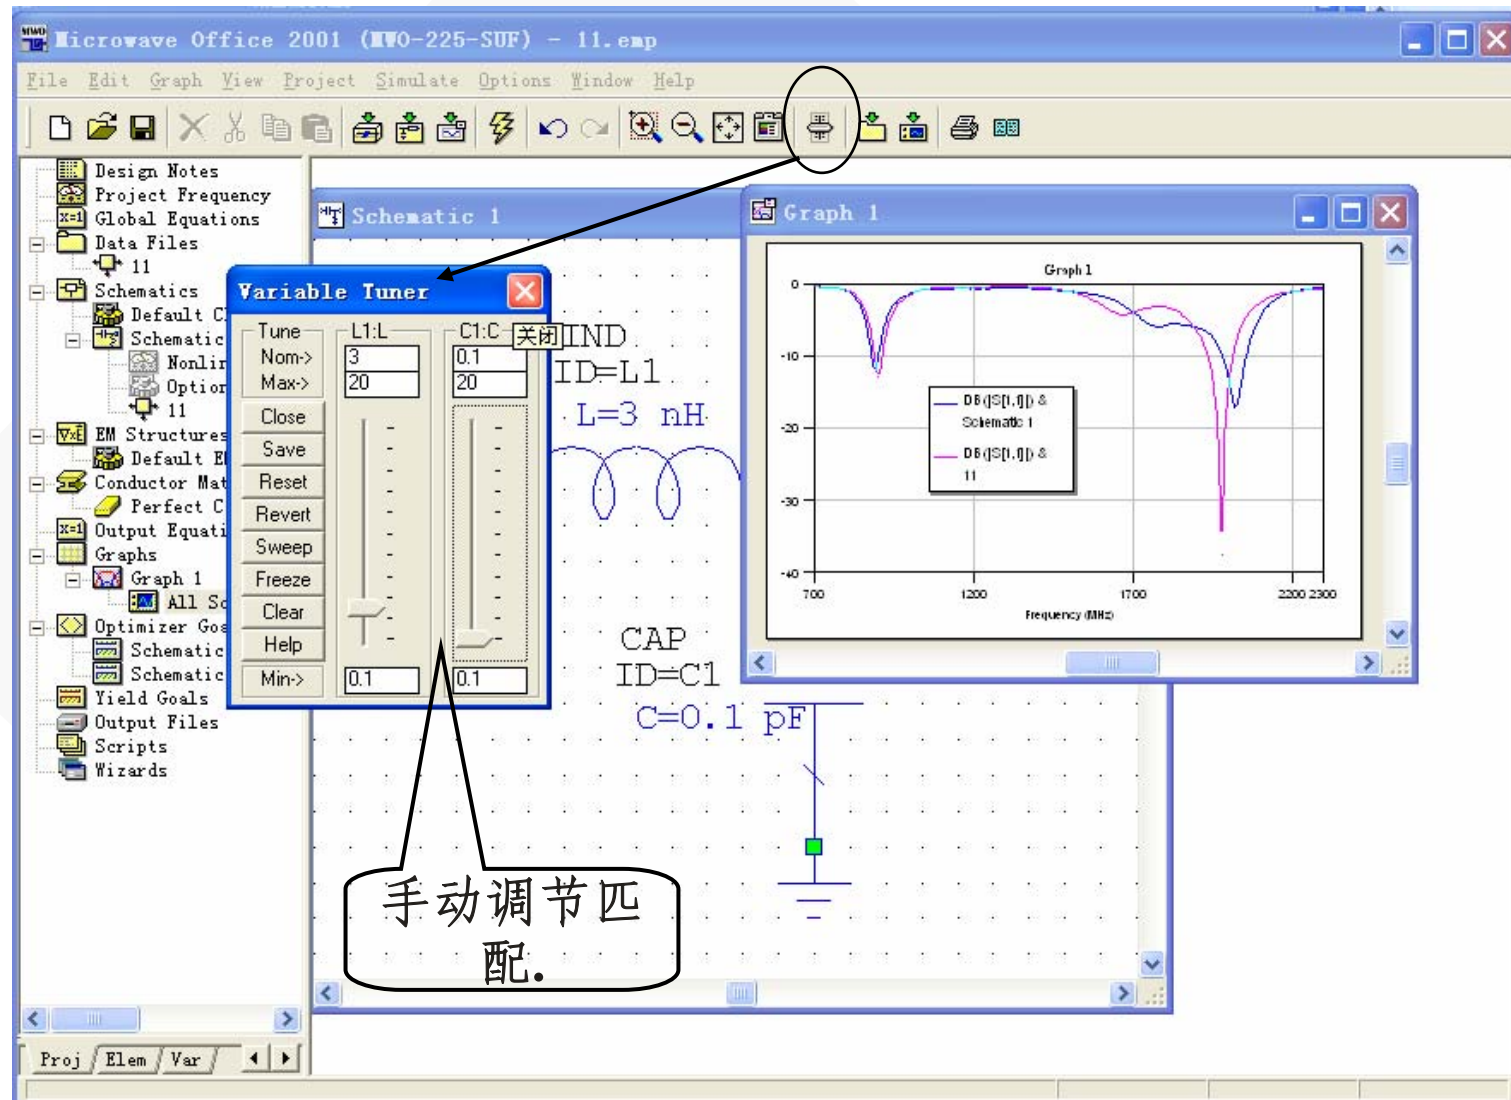 Microwave Office 2001 (MWO-225-SUF) - 11.emp
File Edit Graph View Project Simulate Options Window Help
Design Notes
Project Frequency
Global Equations
Data Files
11
Schematics
Default C
Schematic
Nonlin
Option
11
EM Structures
Default E
Conductor Mat
Perfect C
Output Equati
Graphs
Graph 1
All Sc
Optimizer Goa
Schematic
Schematic
Yield Goals
Output Files
Scripts
Wizards
Proj Elem Var
Schematic 1
IND
ID=L1
L=3 nH
CAP
ID=C1
C=0.1 pF
Variable Tuner
Tune L1:L C1:C
关闭
Nom-> 3 0.1
Max-> 20 20
Close
Save
Reset
Revert
Sweep
Freeze
Clear
Help
Min-> 0.1 0.1
手动调节匹
配.
Graph 1
Graph 1
0
-10
-20
-30
-40
700 1200 1700 2200 2300
Frequency (MHz)
DB(|S[1,1]|) &
Schematic 1
DB(|S[1,1]|) &
11